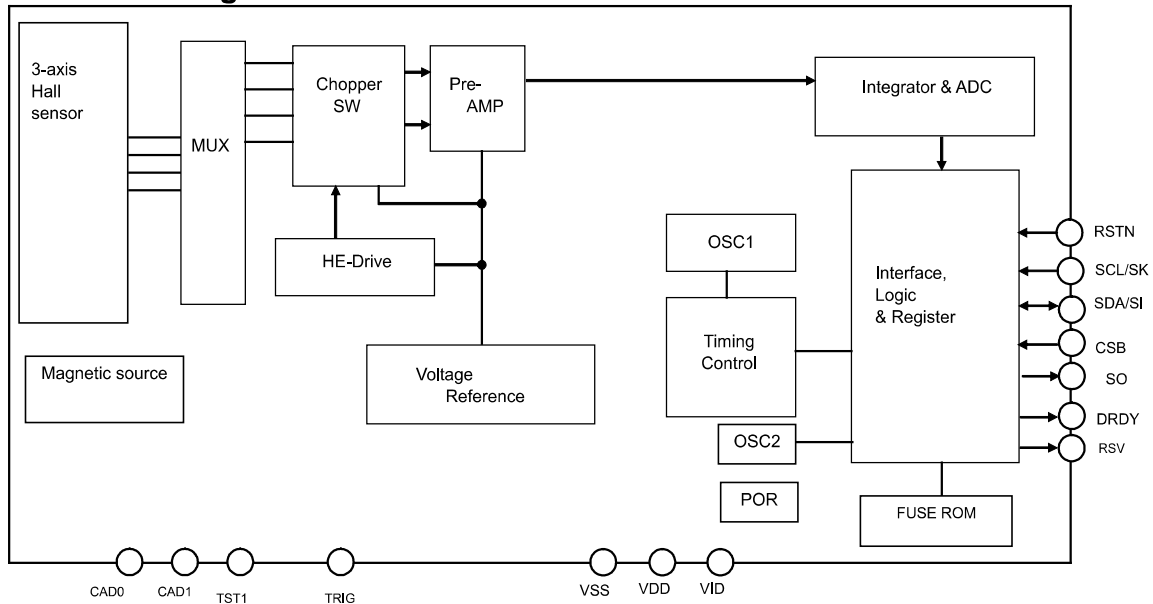 3-axis
Hall
sensor
MUX
Chopper
SW
Pre-
AMP
Integrator & ADC
HE-Drive
OSC1
Interface,
Logic
& Register
Timing
Control
Magnetic source
Voltage
Reference
OSC2
POR
FUSE ROM
RSTN
SCL/SK
SDA/SI
CSB
SO
DRDY
RSV
CAD0
CAD1
TST1
TRIG
VSS
VDD
VID